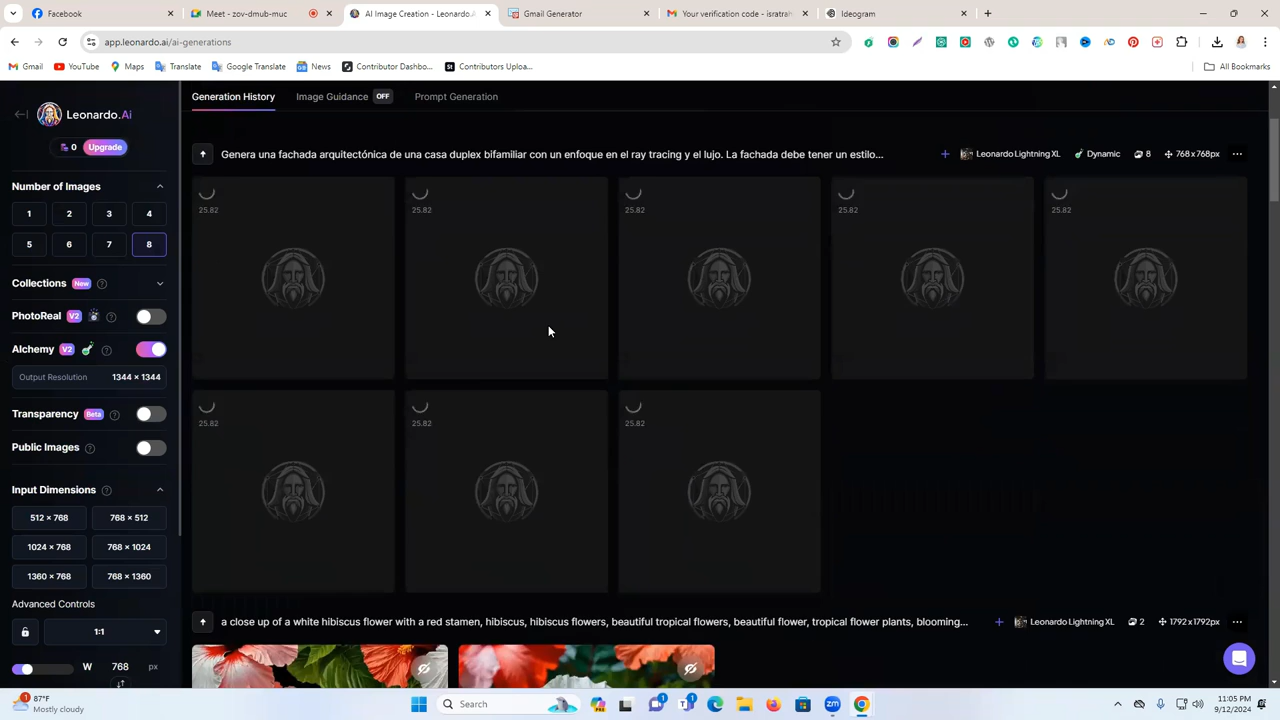 Facebook
Meet - zov-dmub-muc
AI Image Creation - Leonardo.A
Gmail Generator
Your verification code - isratrah
Ideogram
app.leonardo.ai/ai-generations
Gmail
YouTube
Maps
Translate
Google Translate
News
Contributor Dashbo...
Contributors Uploa...
All Bookmarks
Leonardo.Ai
0 Upgrade
Generation History
Image Guidance OFF
Prompt Generation
Number of Images
1 2 3 4
5 6 7 8
Collections New
PhotoReal V2
Alchemy V2
Output Resolution 1344 × 1344
Transparency Beta
Public Images
Input Dimensions
512 × 768 768 × 512
1024 × 768 768 × 1024
1360 × 768 768 × 1360
Advanced Controls
1:1
W 768 px
Genera una fachada arquitectónica de una casa duplex bifamiliar con un enfoque en el ray tracing y el lujo. La fachada debe tener un estilo...
Leonardo Lightning XL Dynamic 8 768 x 768px
25.82 25.82 25.82 25.82 25.82
25.82 25.82 25.82
a close up of a white hibiscus flower with a red stamen, hibiscus, hibiscus flowers, beautiful tropical flowers, beautiful flower, tropical flower plants, blooming...
Leonardo Lightning XL 2 1792 x 1792px
1
87°F
Mostly cloudy
Search
1
1
zm
11:05 PM
9/12/2024